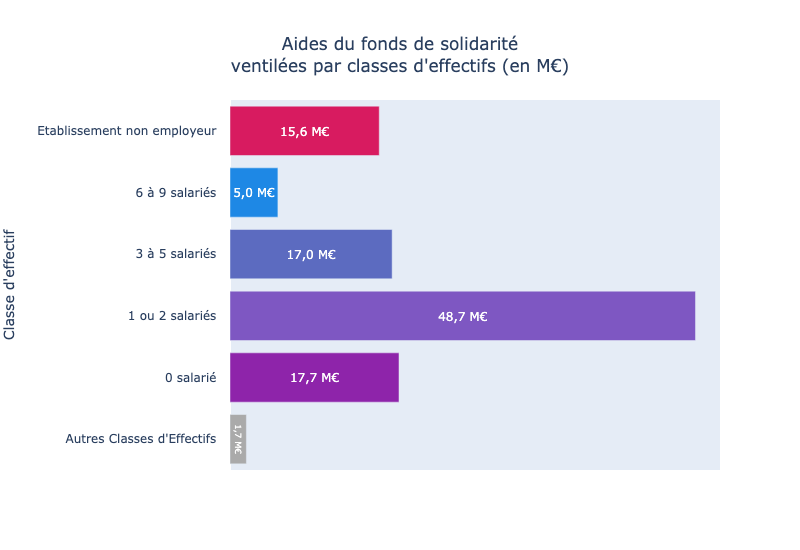 Aides du fonds de solidarité
ventilées par classes d'effectifs (en M€)
Classe d'effectif
Etablissement non employeur
15,6 M€
6 à 9 salariés
5,0 M€
3 à 5 salariés
17,0 M€
1 ou 2 salariés
48,7 M€
0 salarié
17,7 M€
Autres Classes d'Effectifs
1,7 M€